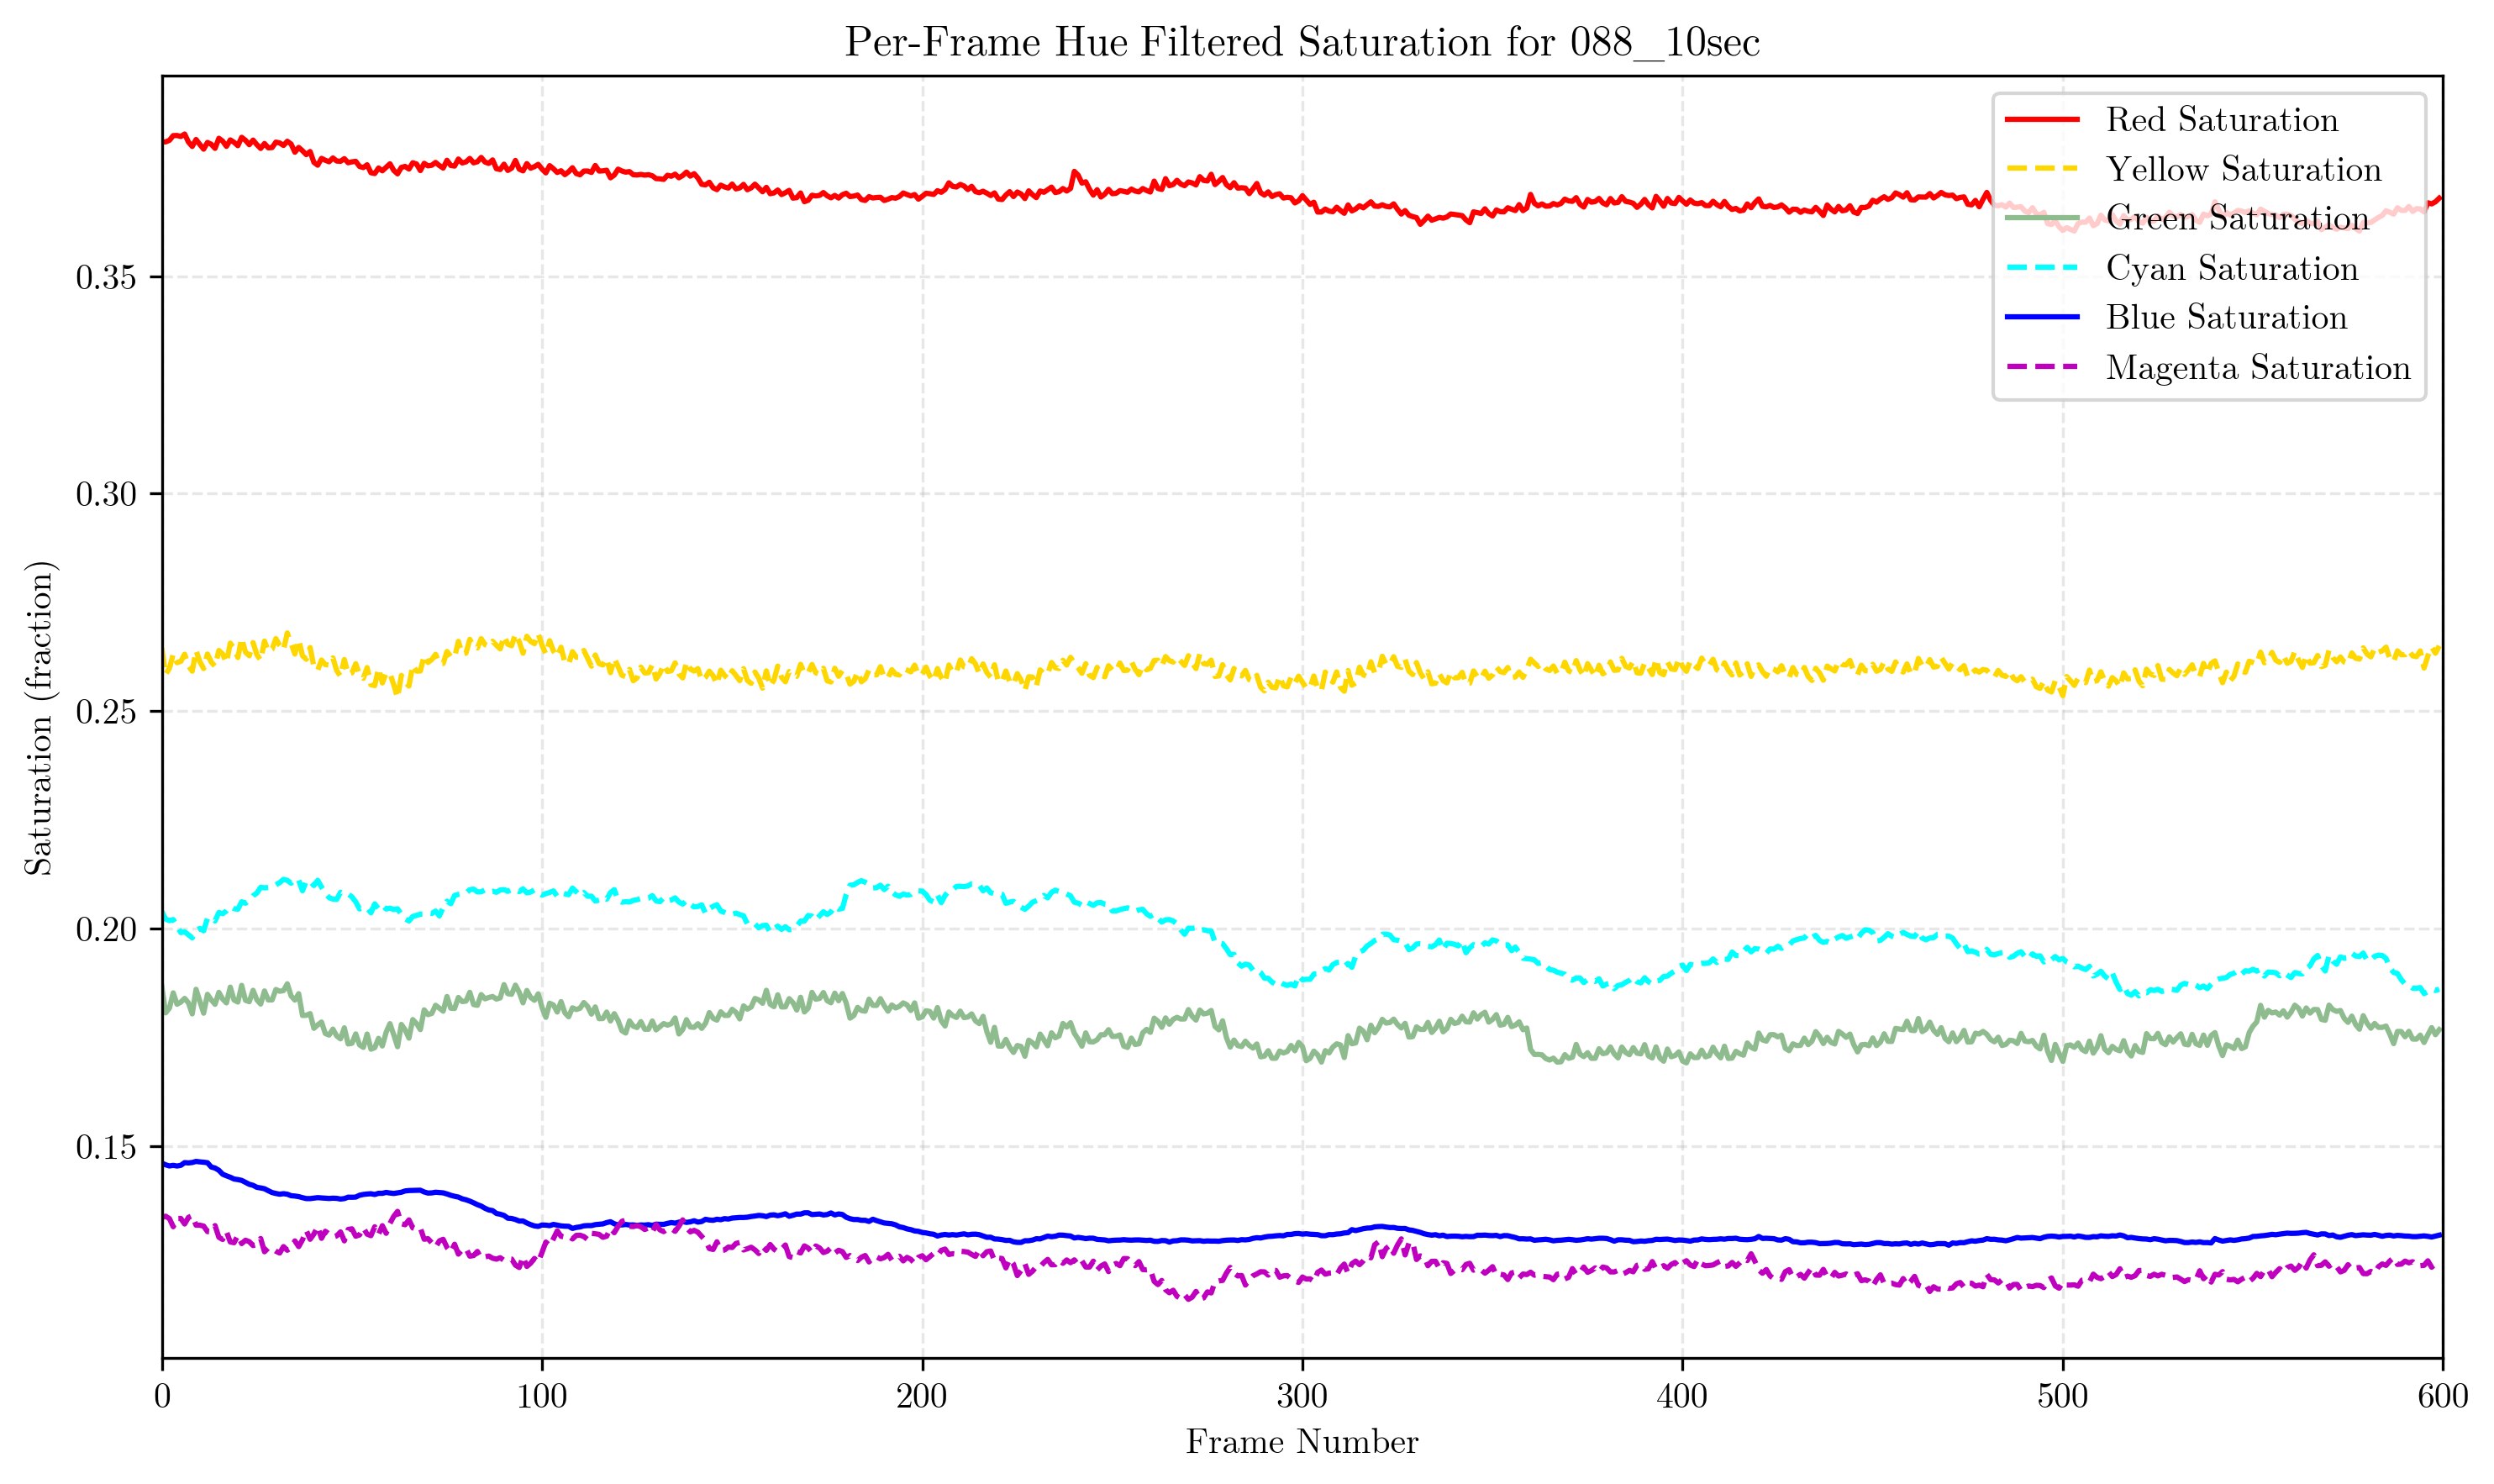 Per-Frame Hue Filtered Saturation for 088_10sec
Red Saturation
Yellow Saturation
Green Saturation
Cyan Saturation
Blue Saturation
Magenta Saturation
Saturation (fraction)
0.35
0.30
0.25
0.20
0.15
0 100 200 300 400 500 600
Frame Number